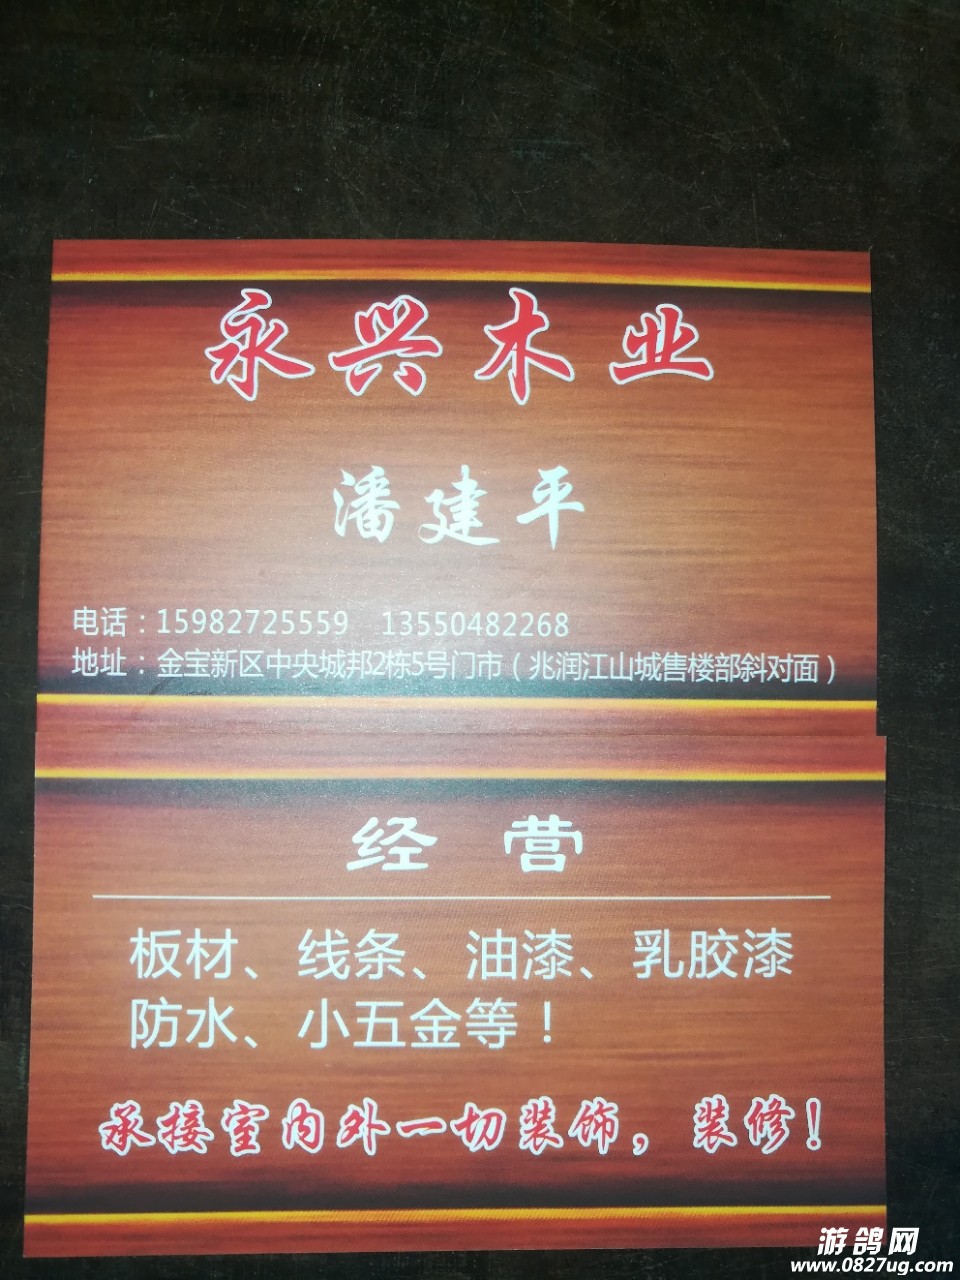 永兴木业
潘建平
电话：15982725559 13550482268
地址：金宝新区中央城邦2栋5号门市（兆润江山城售楼部斜对面）
经营
板材、线条、油漆、乳胶漆
防水、小五金等！
承接室内外一切装饰，装修！
游鸽网
www.0827ug.com